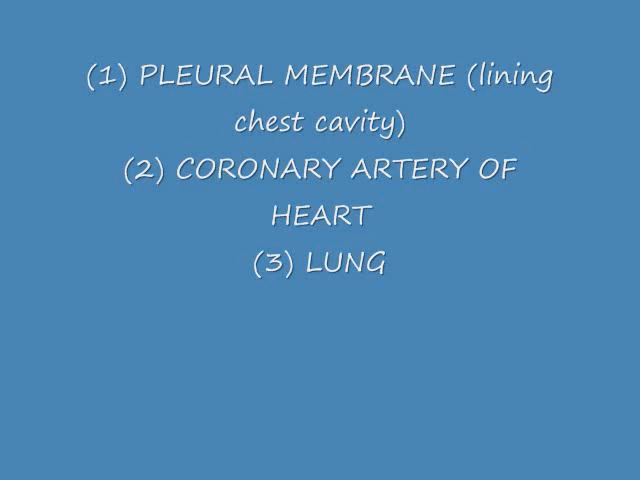 (1) PLEURAL MEMBRANE (lining
chest cavity)
(2) CORONARY ARTERY OF
HEART
(3) LUNG